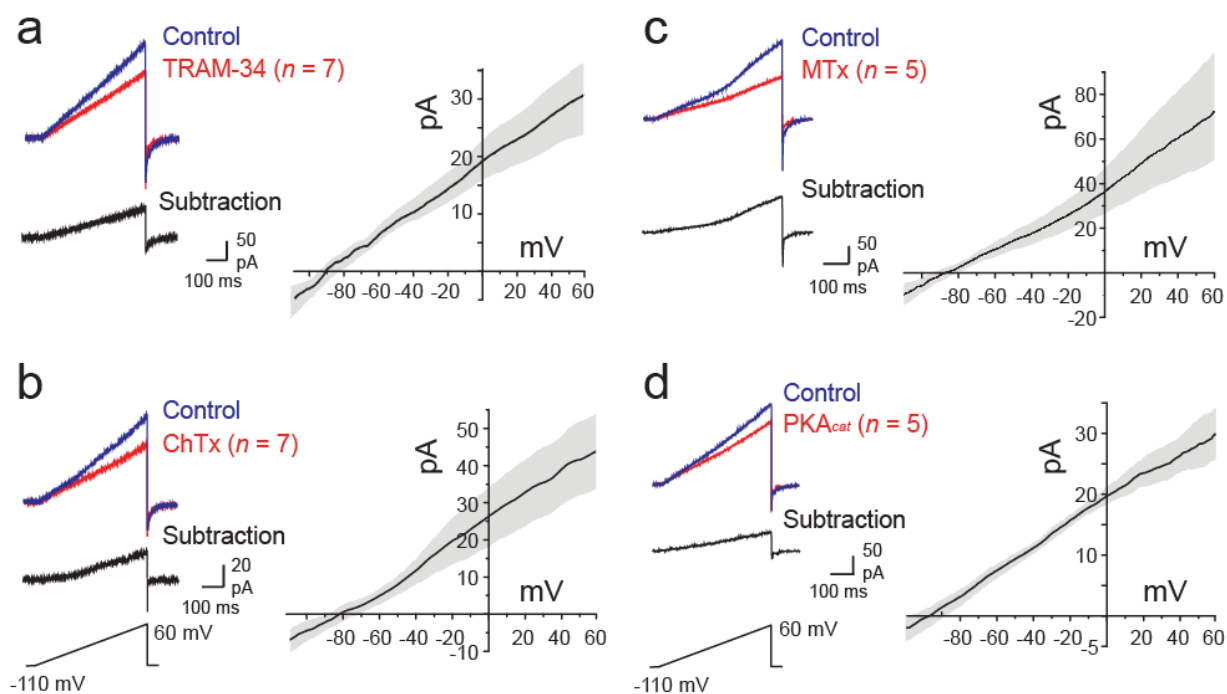 a
Control
TRAM-34 (n = 7)
Subtraction
50
pA
100 ms
pA
30
20
10
mV
-80 -60 -40 -20 20 40 60
c
Control
MTx (n = 5)
Subtraction
50
pA
100 ms
pA
80
60
40
20
mV
-80 -60 -40 -20 20 40 60
-20
b
Control
ChTx (n = 7)
Subtraction
20
pA
100 ms
60 mV
-110 mV
pA
50
40
30
20
10
mV
-80 -60 -40 -20 20 40 60
-10
d
Control
PKAcat (n = 5)
Subtraction
50
pA
100 ms
60 mV
-110 mV
pA
30
20
10
mV
-80 -60 -40 -20 20 40 60
-5